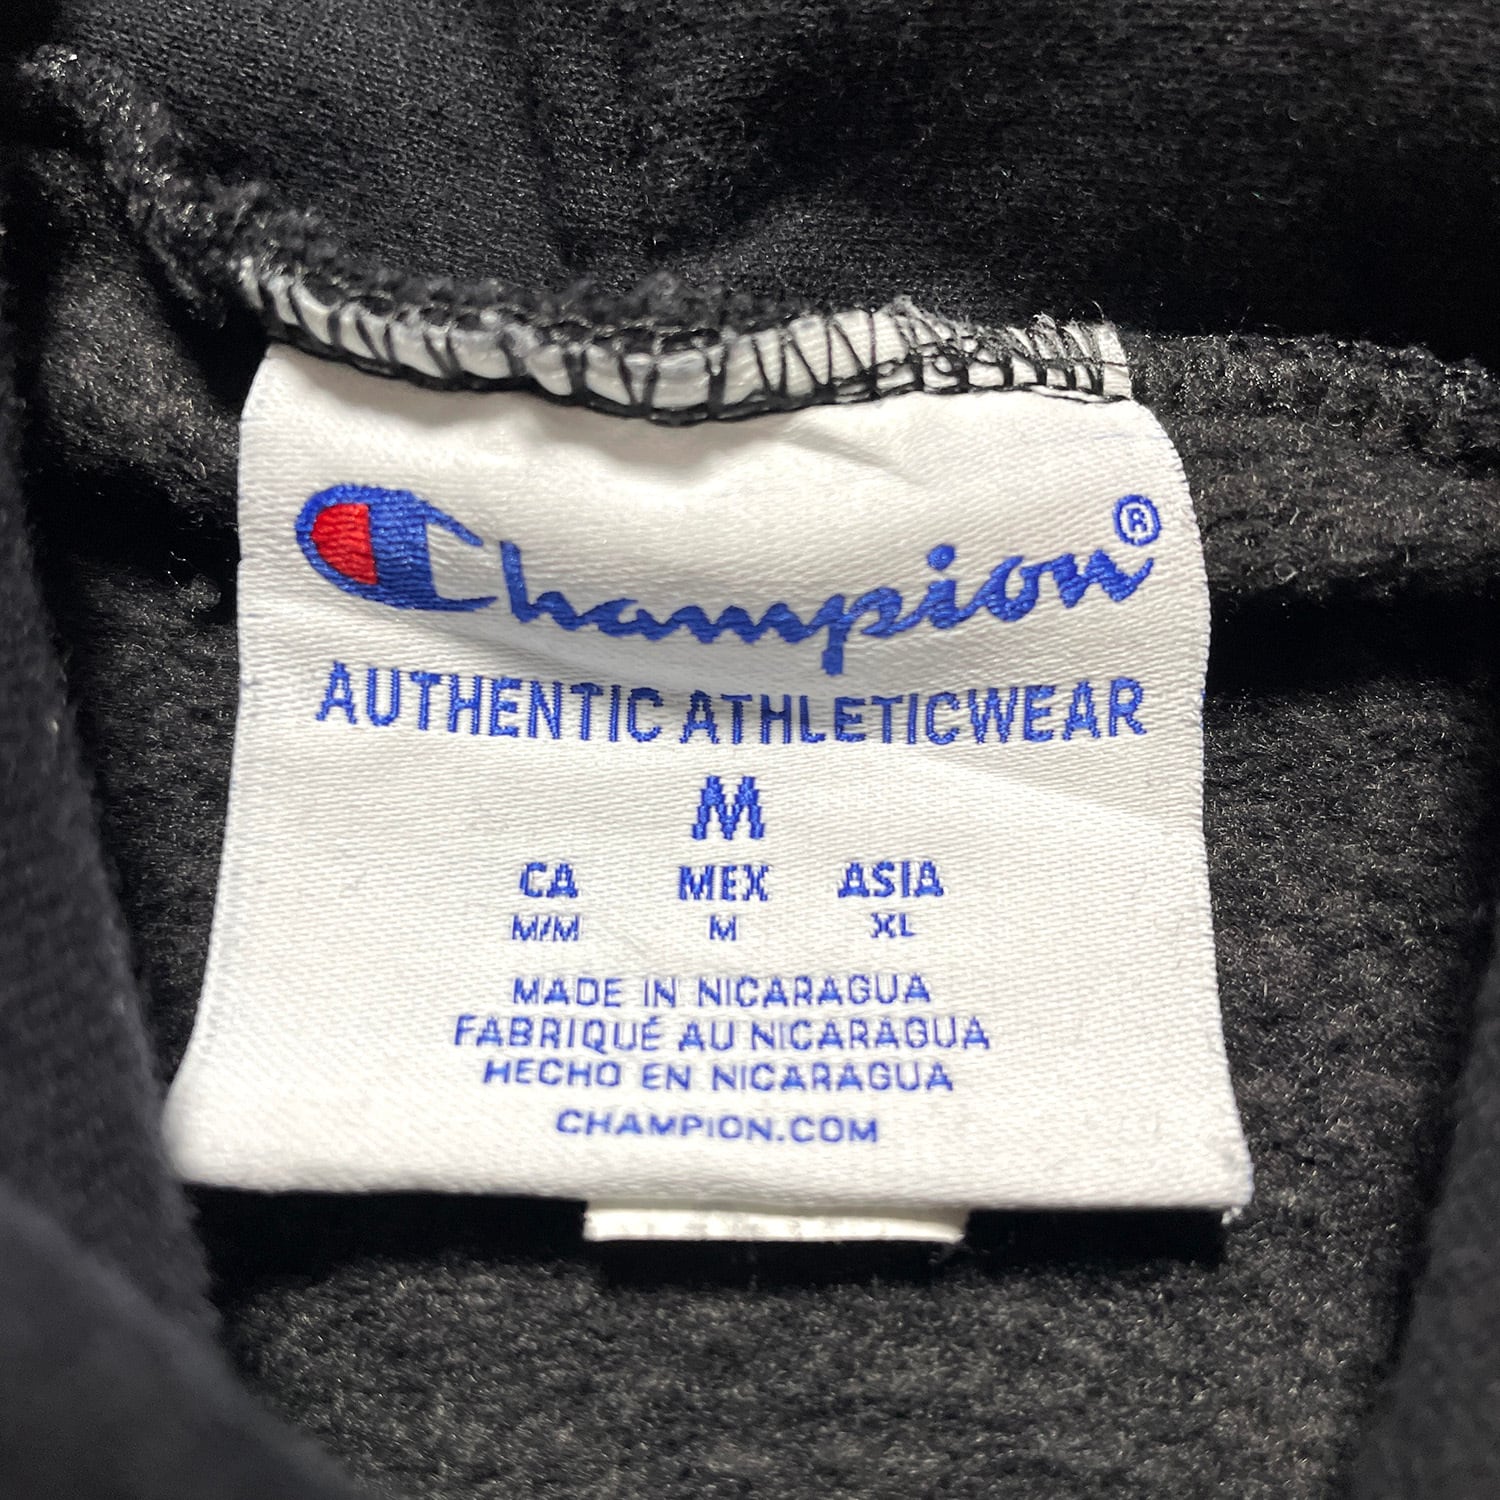 Champion®
AUTHENTIC ATHLETICWEAR
M
CA MEX ASIA
M/M M XL
MADE IN NICARAGUA
FABRIQUÉ AU NICARAGUA
HECHO EN NICARAGUA
CHAMPION.COM